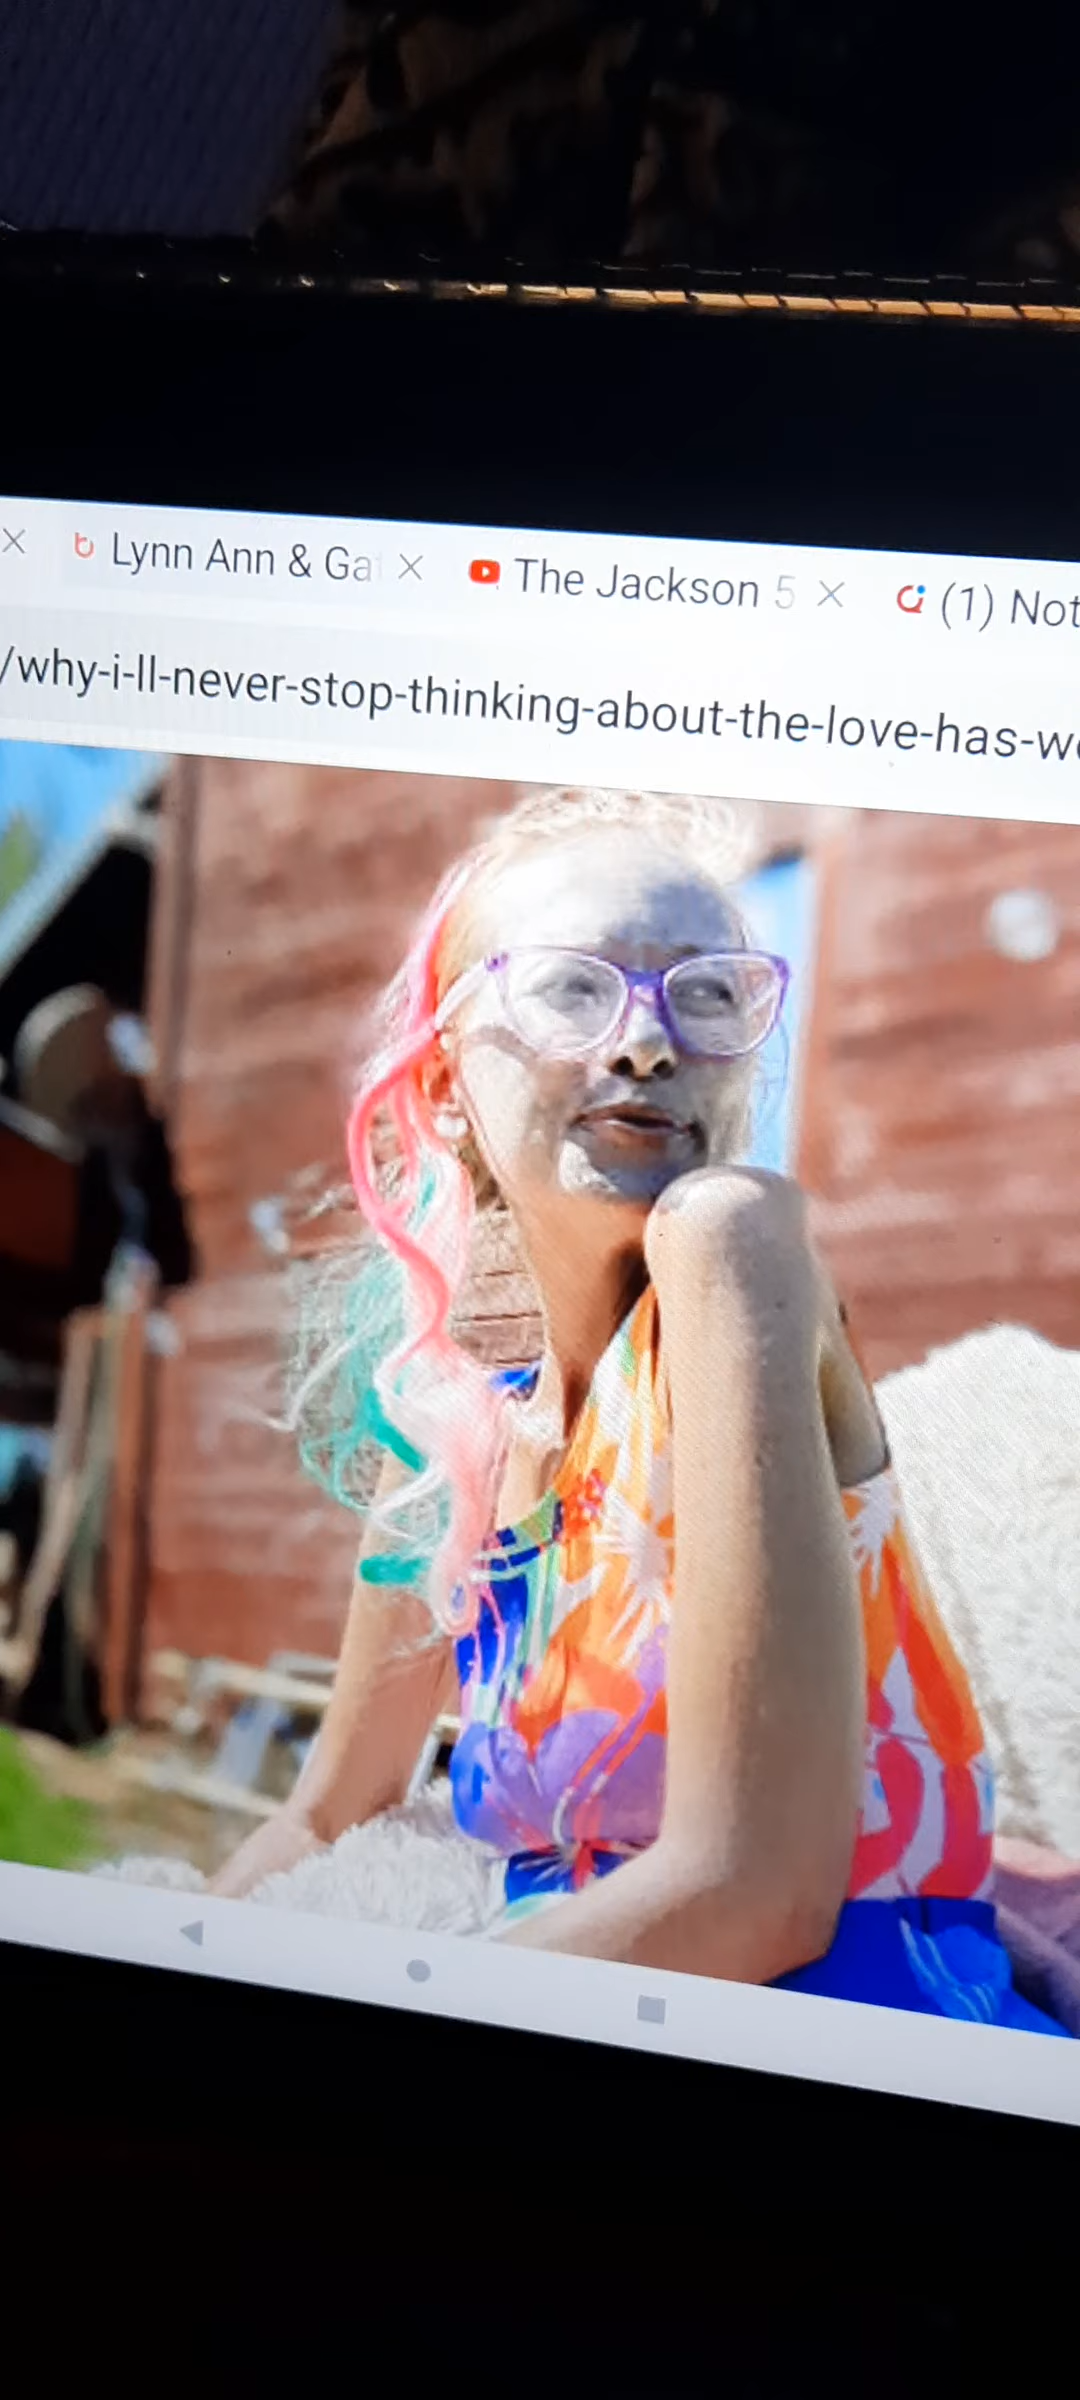 Lynn Ann & Ga
The Jackson 5
(1) Not
/why-i-ll-never-stop-thinking-about-the-love-has-w